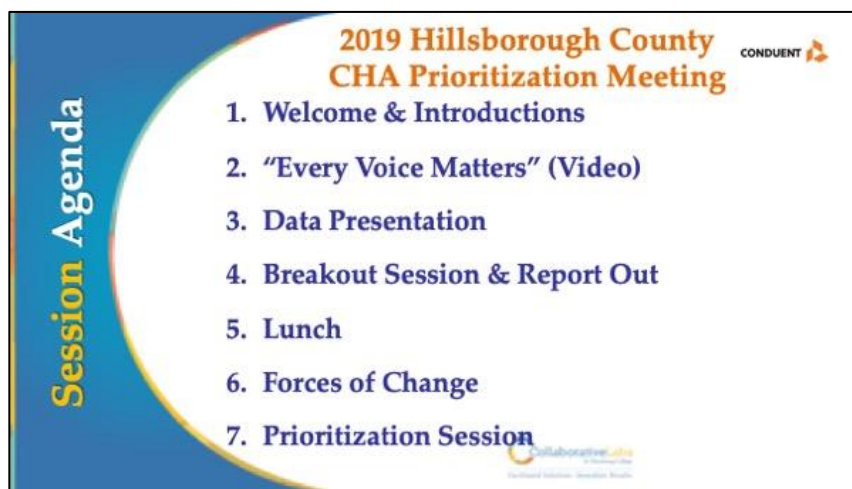 2019 Hillsborough County
CHA Prioritization Meeting
CONDUENT
Session Agenda
1. Welcome & Introductions
2. “Every Voice Matters” (Video)
3. Data Presentation
4. Breakout Session & Report Out
5. Lunch
6. Forces of Change
7. Prioritization Session
CollaborativeLabs